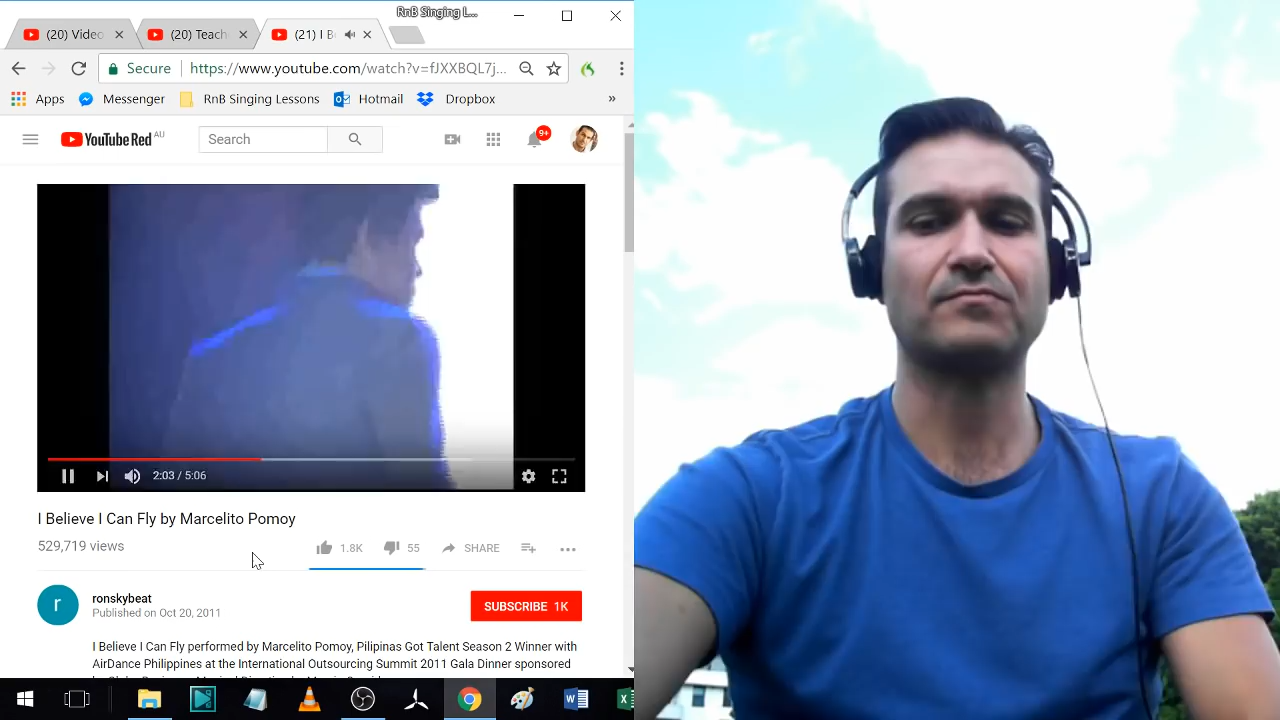 RnB Singing L...
(20) Video
(20) Teach
(21) I B
Secure
https://www.youtube.com/watch?v=fJXXBQL7j...
Apps
Messenger
RnB Singing Lessons
Hotmail
Dropbox
»
YouTube Red AU
Search
9+
2:03 / 5:06
I Believe I Can Fly by Marcelito Pomoy
529,719 views
1.8K
55
SHARE
r
ronskybeat
Published on Oct 20, 2011
SUBSCRIBE 1K
I Believe I Can Fly performed by Marcelito Pomoy, Pilipinas Got Talent Season 2 Winner with
AirDance Philippines at the International Outsourcing Summit 2011 Gala Dinner sponsored